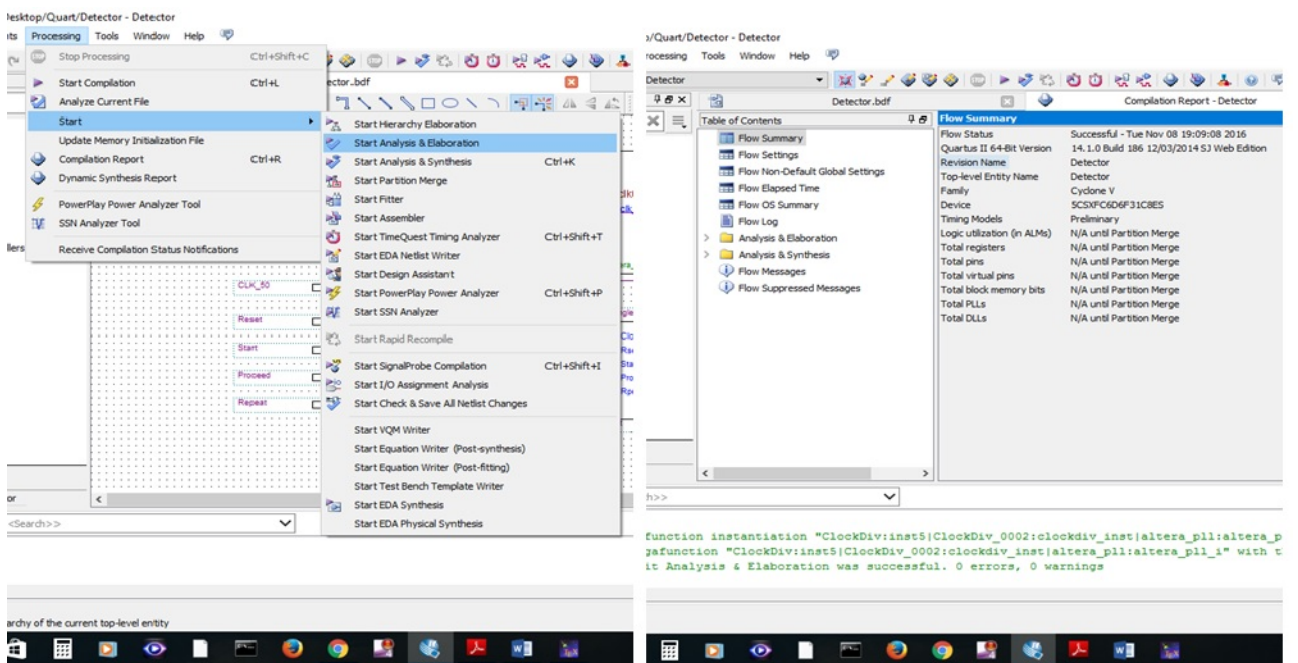 Desktop/Quart/Detector - Detector
Processing Tools Window Help
Stop Processing Ctrl+Shift+C
Start Compilation Ctrl+L
Analyze Current File
Start
Update Memory Initialization File
Compilation Report Ctrl+R
Dynamic Synthesis Report
PowerPlay Power Analyzer Tool
SSN Analyzer Tool
Receive Compilation Status Notifications
ector.bdf
Start Hierarchy Elaboration
Start Analysis & Elaboration
Start Analysis & Synthesis Ctrl+K
Start Partition Merge
Start Fitter
Start Assembler
Start TimeQuest Timing Analyzer Ctrl+Shift+T
Start EDA Netlist Writer
Start Design Assistant
Start PowerPlay Power Analyzer Ctrl+Shift+P
Start SSN Analyzer
Start Rapid Recompile
Start SignalProbe Compilation Ctrl+Shift+I
Start I/O Assignment Analysis
Start Check & Save All Netlist Changes
Start VQM Writer
Start Equation Writer (Post-synthesis)
Start Equation Writer (Post-fitting)
Start Test Bench Template Writer
Start EDA Synthesis
Start EDA Physical Synthesis
CLK_50
Reset
Start
Proceed
Repeat
<<Search>>
archy of the current top-level entity
p/Quart/Detector - Detector
rocessing Tools Window Help
Detector
Detector.bdf
Compilation Report - Detector
Table of Contents
Flow Summary
Flow Settings
Flow Non-Default Global Settings
Flow Elapsed Time
Flow OS Summary
Flow Log
Analysis & Elaboration
Analysis & Synthesis
Flow Messages
Flow Suppressed Messages
Flow Summary
Flow Status Successful - Tue Nov 08 19:09:08 2016
Quartus II 64-Bit Version 14.1.0 Build 186 12/03/2014 SJ Web Edition
Revision Name Detector
Top-level Entity Name Detector
Family Cyclone V
Device 5CSXFC6D6F31C8ES
Timing Models Preliminary
Logic utilization (in ALMs) N/A until Partition Merge
Total registers N/A until Partition Merge
Total pins N/A until Partition Merge
Total virtual pins N/A until Partition Merge
Total block memory bits N/A until Partition Merge
Total PLLs N/A until Partition Merge
Total DLLs N/A until Partition Merge
h>>
function instantiation "ClockDiv:inst5|ClockDiv_0002:clockdiv_inst|altera_pll:altera_p
gafunction "ClockDiv:inst5|ClockDiv_0002:clockdiv_inst|altera_pll:altera_pll_i" with t
it Analysis & Elaboration was successful. 0 errors, 0 warnings